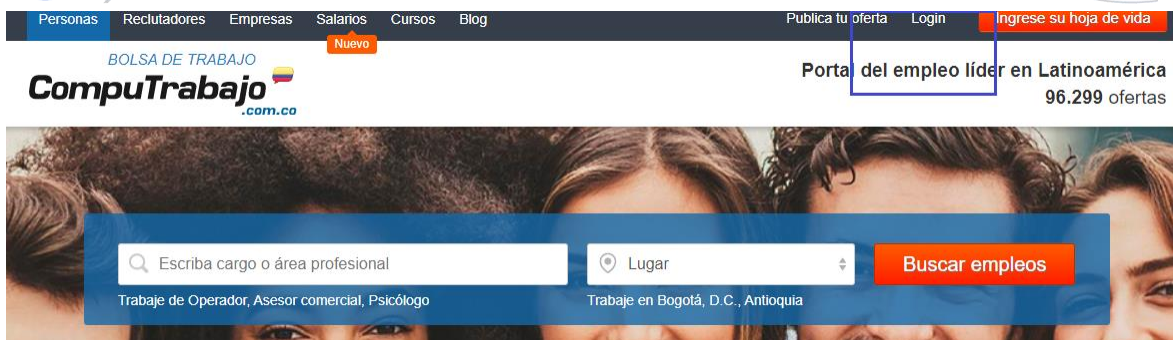 Personas Reclutadores Empresas Salarios Cursos Blog Publica tu oferta Login Ingrese su hoja de vida
Nuevo
BOLSA DE TRABAJO
CompuTrabajo
.com.co
Portal del empleo líder en Latinoamérica
96.299 ofertas
Escriba cargo o área profesional Lugar Buscar empleos
Trabaje de Operador, Asesor comercial, Psicólogo Trabaje en Bogotá, D.C., Antioquia